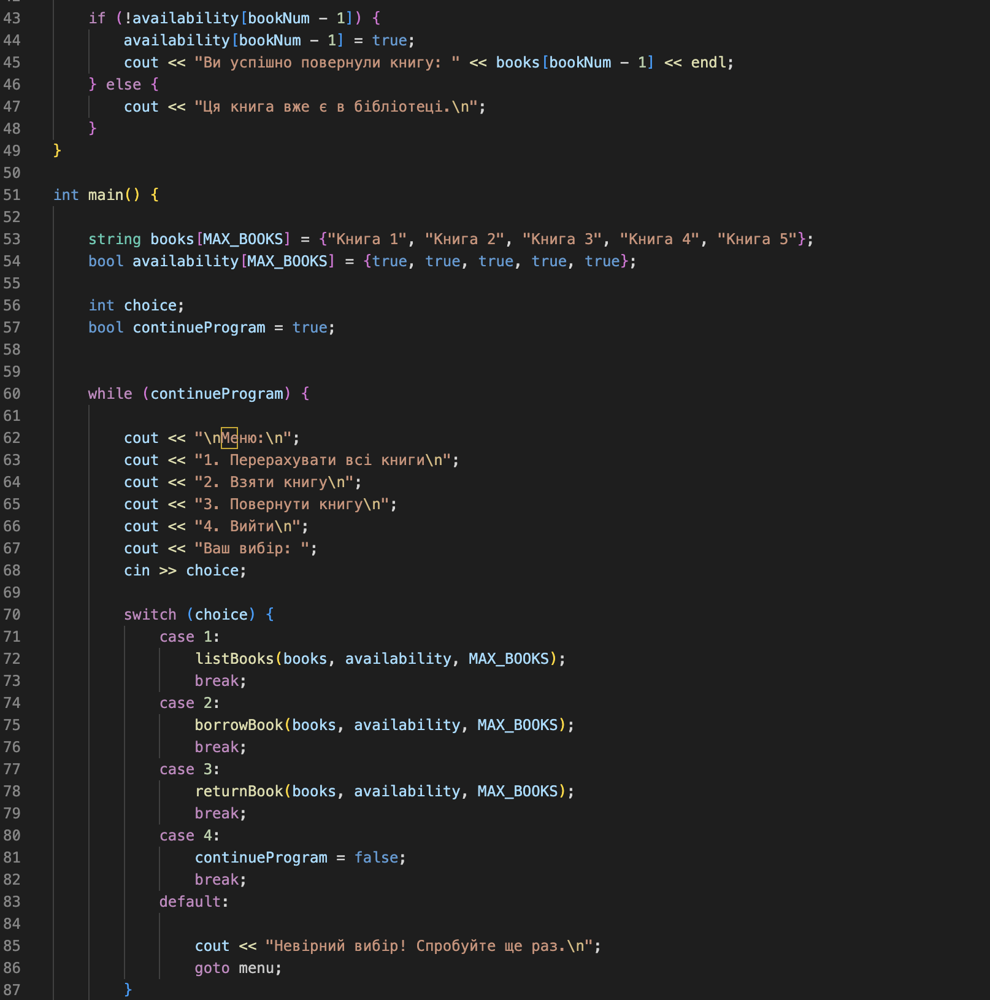 43 if (!availability[bookNum - 1]) {
44 availability[bookNum - 1] = true;
45 cout << "Ви успішно повернули книгу: " << books[bookNum - 1] << endl;
46 } else {
47 cout << "Ця книга вже є в бібліотеці.\n";
48 }
49 }
50
51 int main() {
52
53 string books[MAX_BOOKS] = {"Книга 1", "Книга 2", "Книга 3", "Книга 4", "Книга 5"};
54 bool availability[MAX_BOOKS] = {true, true, true, true, true};
55
56 int choice;
57 bool continueProgram = true;
58
59
60 while (continueProgram) {
61
62 cout << "\nМеню:\n";
63 cout << "1. Перерахувати всі книги\n";
64 cout << "2. Взяти книгу\n";
65 cout << "3. Повернути книгу\n";
66 cout << "4. Вийти\n";
67 cout << "Ваш вибір: ";
68 cin >> choice;
69
70 switch (choice) {
71 case 1:
72 listBooks(books, availability, MAX_BOOKS);
73 break;
74 case 2:
75 borrowBook(books, availability, MAX_BOOKS);
76 break;
77 case 3:
78 returnBook(books, availability, MAX_BOOKS);
79 break;
80 case 4:
81 continueProgram = false;
82 break;
83 default:
84
85 cout << "Невірний вибір! Спробуйте ще раз.\n";
86 goto menu;
87 }